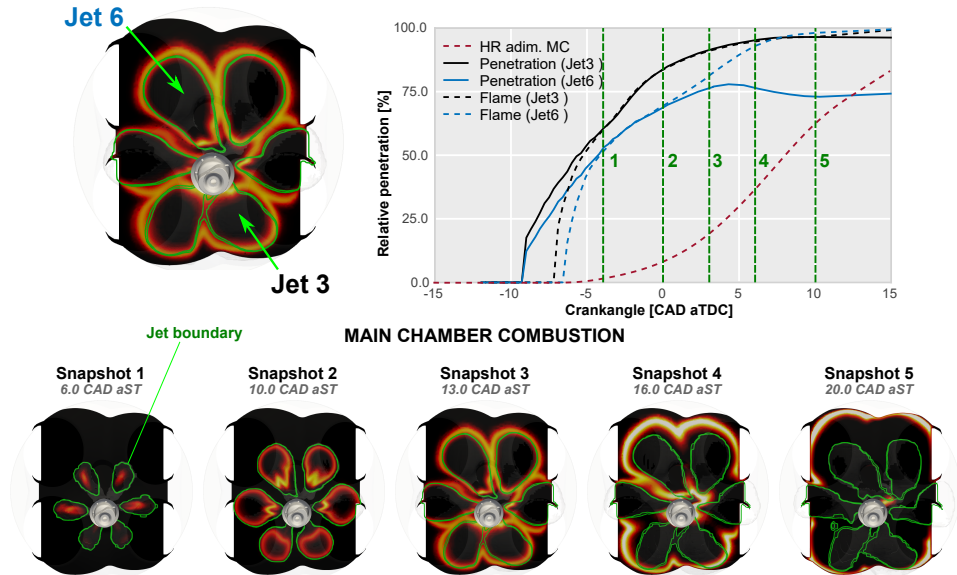 Jet 6
Jet 3
Relative penetration [%]
100.0
75.0
50.0
25.0
0.0
HR adim. MC
Penetration (Jet3 )
Penetration (Jet6 )
Flame (Jet3 )
Flame (Jet6 )
1
2
3
4
5
-15
-10
-5
0
5
10
15
Crankangle [CAD aTDC]
Jet boundary
MAIN CHAMBER COMBUSTION
Snapshot 1
6.0 CAD aST
Snapshot 2
10.0 CAD aST
Snapshot 3
13.0 CAD aST
Snapshot 4
16.0 CAD aST
Snapshot 5
20.0 CAD aST